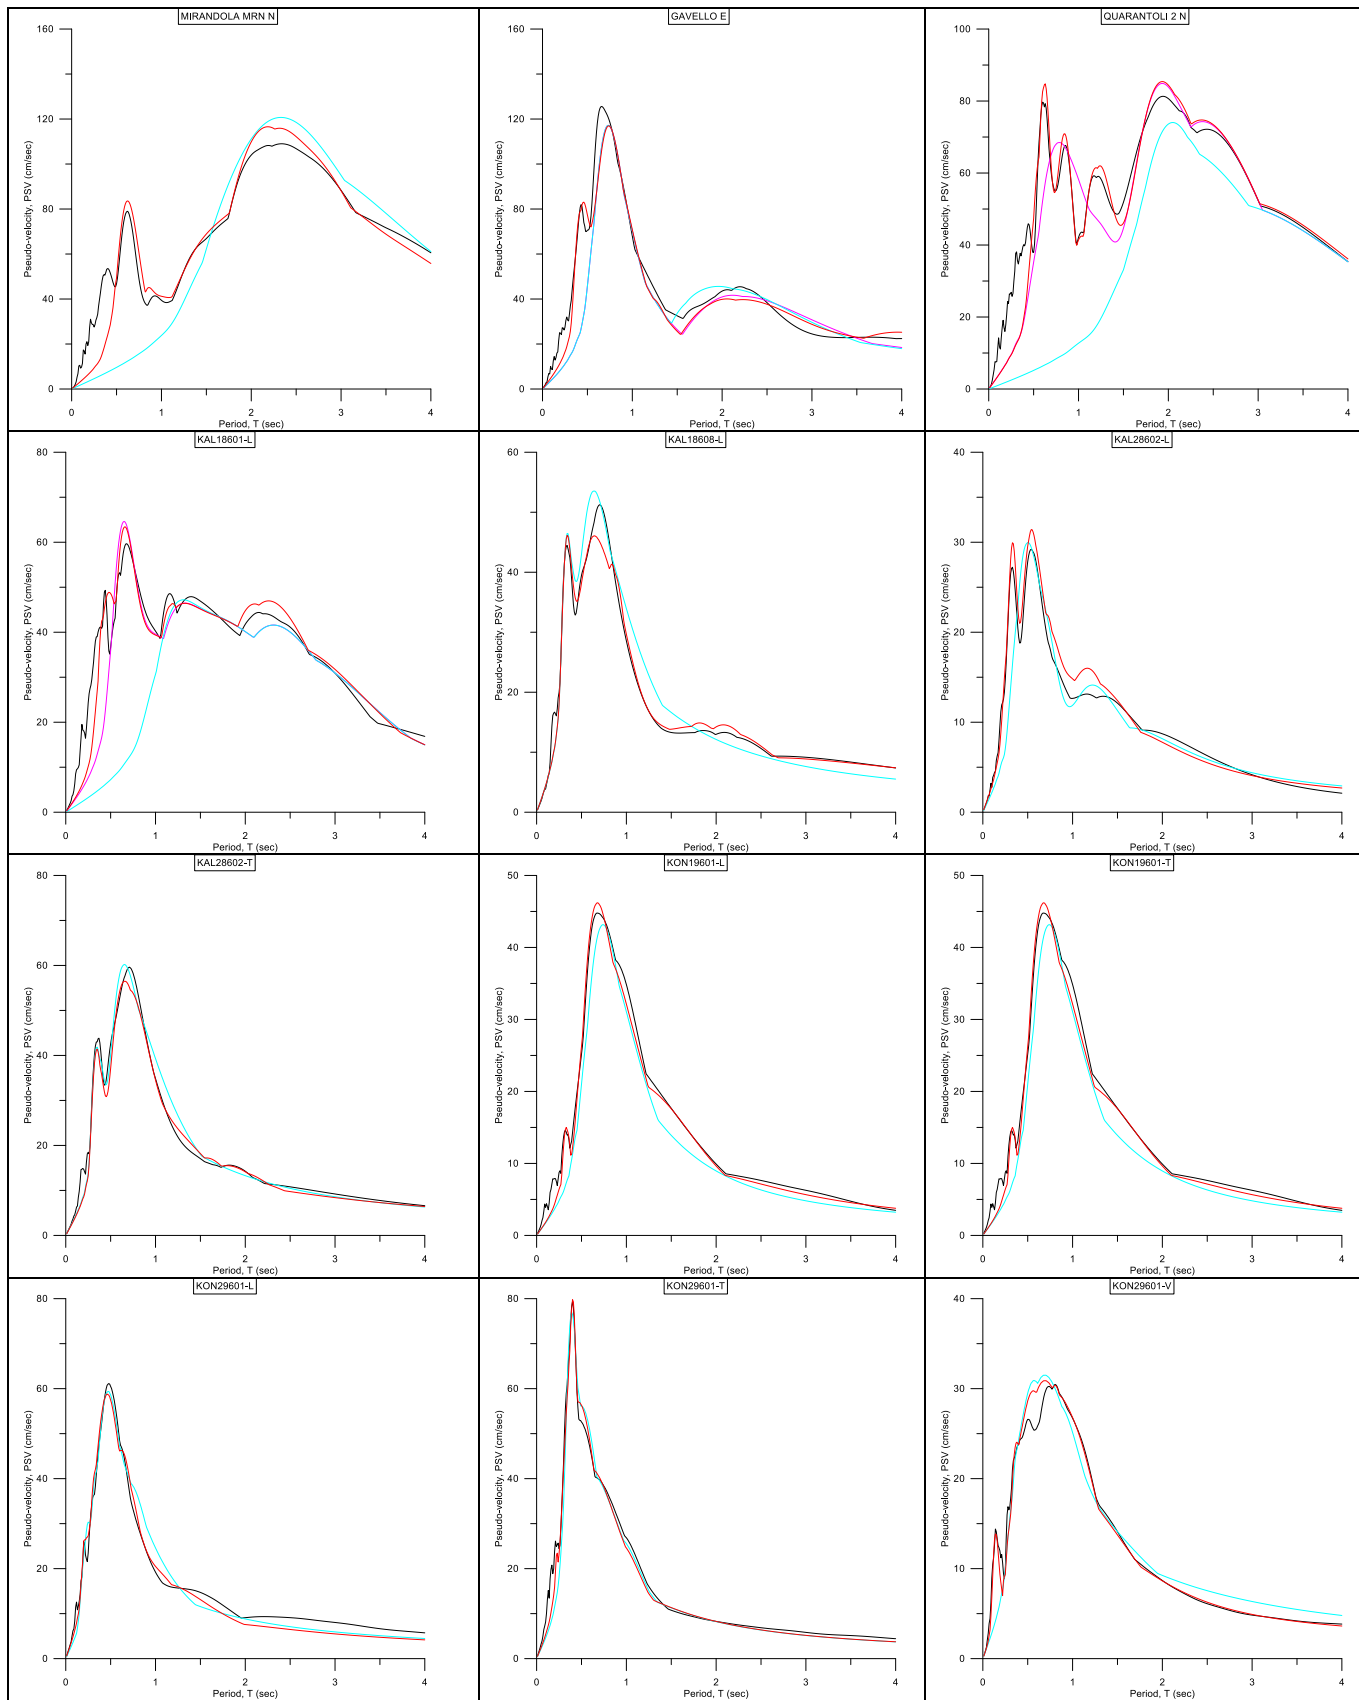 MIRANDOLA MRN N
160
120
80
40
0
Pseudo-velocity, PSV (cm/sec)
0 1 2 3 4
Period, T (sec)
GAVELLO E
160
120
80
40
0
Pseudo-velocity, PSV (cm/sec)
0 1 2 3 4
Period, T (sec)
QUARANTOLI 2 N
100
80
60
40
20
0
Pseudo-velocity, PSV (cm/sec)
0 1 2 3 4
Period, T (sec)
KAL18601-L
80
60
40
20
0
Pseudo-velocity, PSV (cm/sec)
0 1 2 3 4
Period, T (sec)
KAL18608-L
60
40
20
0
Pseudo-velocity, PSV (cm/sec)
0 1 2 3 4
Period, T (sec)
KAL28602-L
40
30
20
10
0
Pseudo-velocity, PSV (cm/sec)
0 1 2 3 4
Period, T (sec)
KAL28602-T
80
60
40
20
0
Pseudo-velocity, PSV (cm/sec)
0 1 2 3 4
Period, T (sec)
KON19601-L
50
40
30
20
10
0
Pseudo-velocity, PSV (cm/sec)
0 1 2 3 4
Period, T (sec)
KON19601-T
50
40
30
20
10
0
Pseudo-velocity, PSV (cm/sec)
0 1 2 3 4
Period, T (sec)
KON29601-L
80
60
40
20
0
Pseudo-velocity, PSV (cm/sec)
0 1 2 3 4
Period, T (sec)
KON29601-T
80
60
40
20
0
Pseudo-velocity, PSV (cm/sec)
0 1 2 3 4
Period, T (sec)
KON29601-V
40
30
20
10
0
Pseudo-velocity, PSV (cm/sec)
0 1 2 3 4
Period, T (sec)